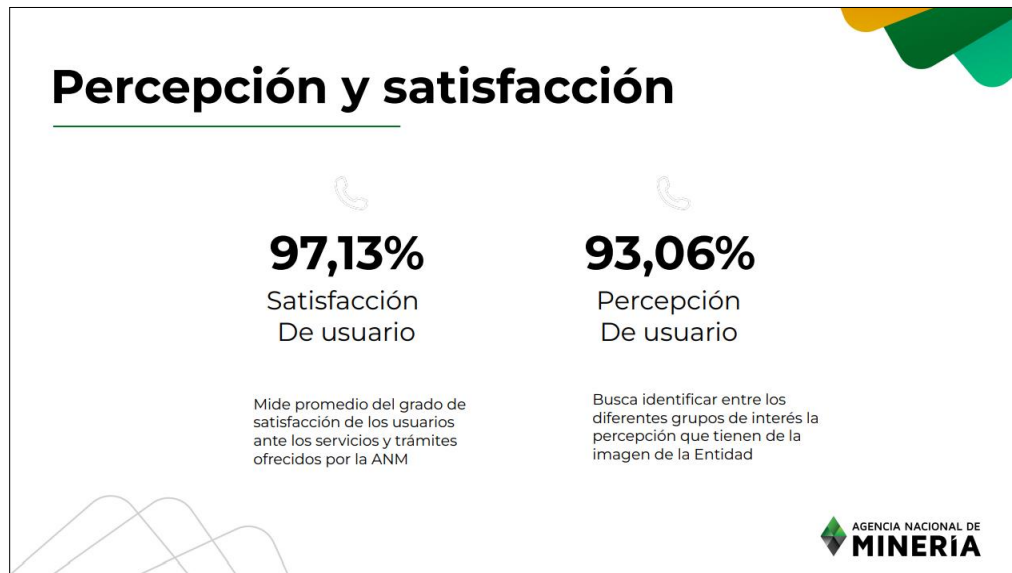 Percepción y satisfacción
97,13%
Satisfacción
De usuario
Mide promedio del grado de
satisfacción de los usuarios
ante los servicios y trámites
ofrecidos por la ANM
93,06%
Percepción
De usuario
Busca identificar entre los
diferentes grupos de interés la
percepción que tienen de la
imagen de la Entidad
AGENCIA NACIONAL DE
MINERÍA